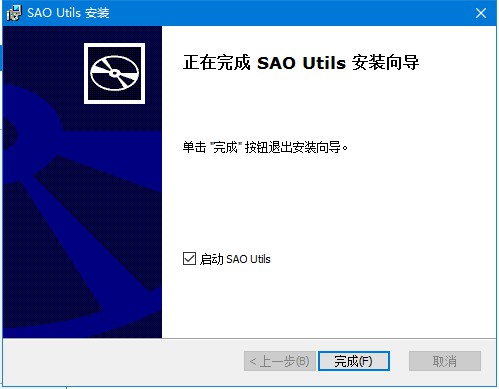 SAO Utils 安装
正在完成 SAO Utils 安装向导
单击 "完成" 按钮退出安装向导。
启动 SAO Utils
< 上一步(B)
完成(F)
取消